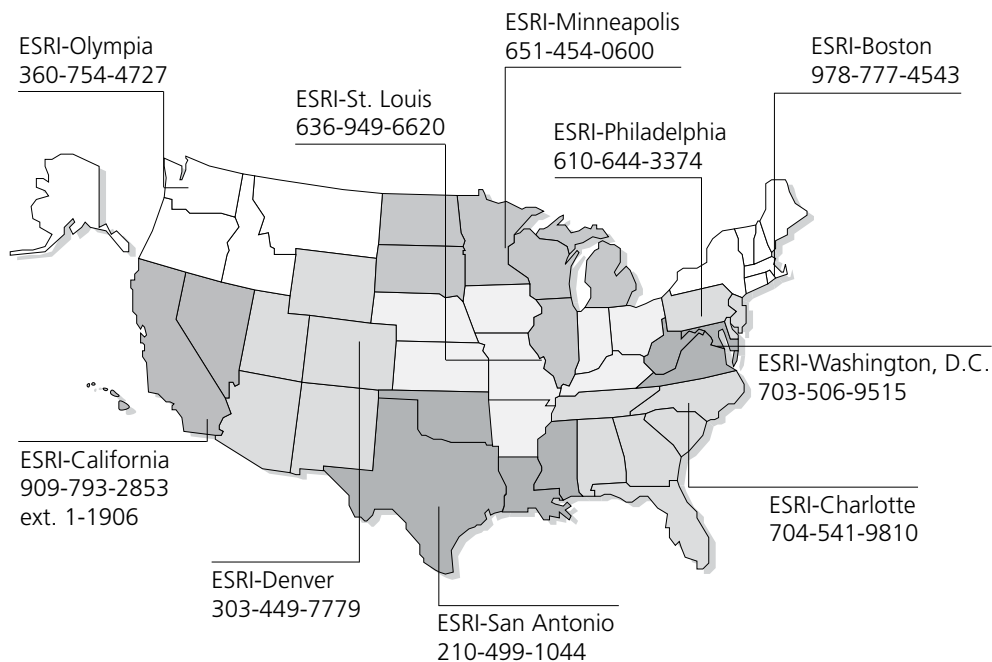 ESRI-Olympia
360-754-4727
ESRI-Minneapolis
651-454-0600
ESRI-Boston
978-777-4543
ESRI-St. Louis
636-949-6620
ESRI-Philadelphia
610-644-3374
ESRI-Washington, D.C.
703-506-9515
ESRI-California
909-793-2853
ext. 1-1906
ESRI-Charlotte
704-541-9810
ESRI-Denver
303-449-7779
ESRI-San Antonio
210-499-1044